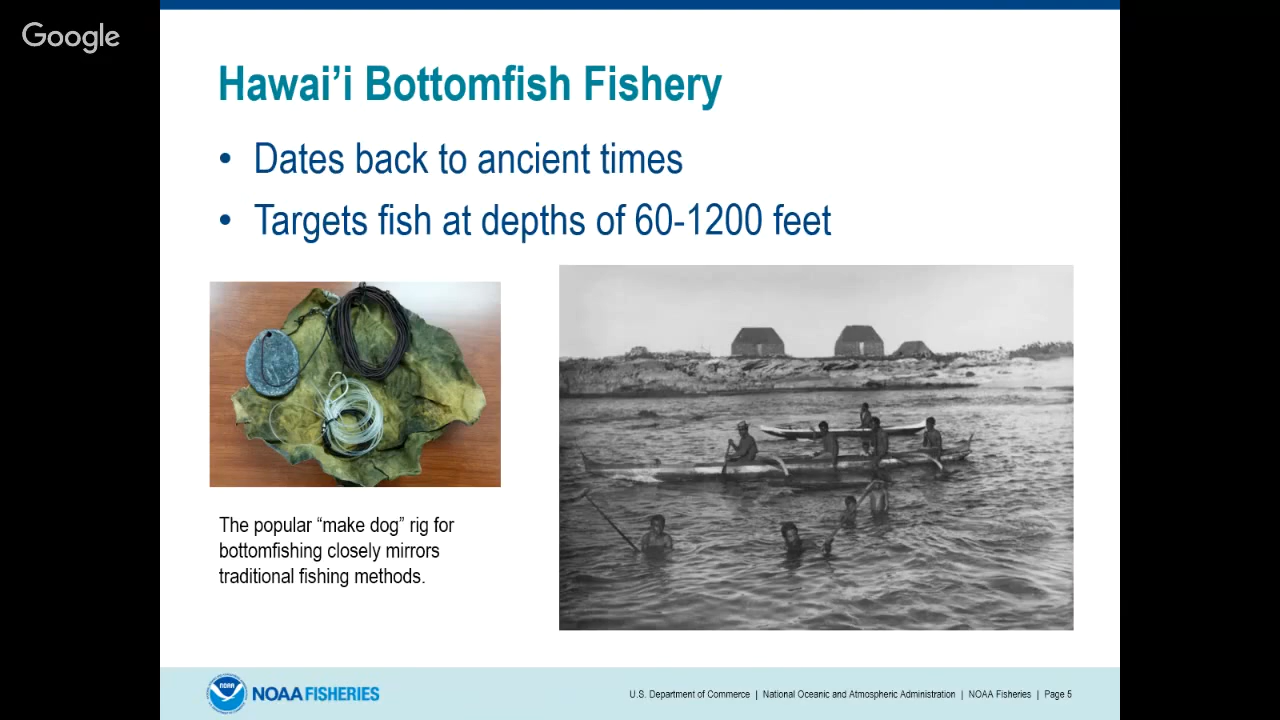 Google
Hawai’i Bottomfish Fishery
• Dates back to ancient times
• Targets fish at depths of 60-1200 feet
The popular “make dog” rig for
bottomfishing closely mirrors
traditional fishing methods.
NOAA
NOAA FISHERIES
U.S. Department of Commerce | National Oceanic and Atmospheric Administration | NOAA Fisheries | Page 5